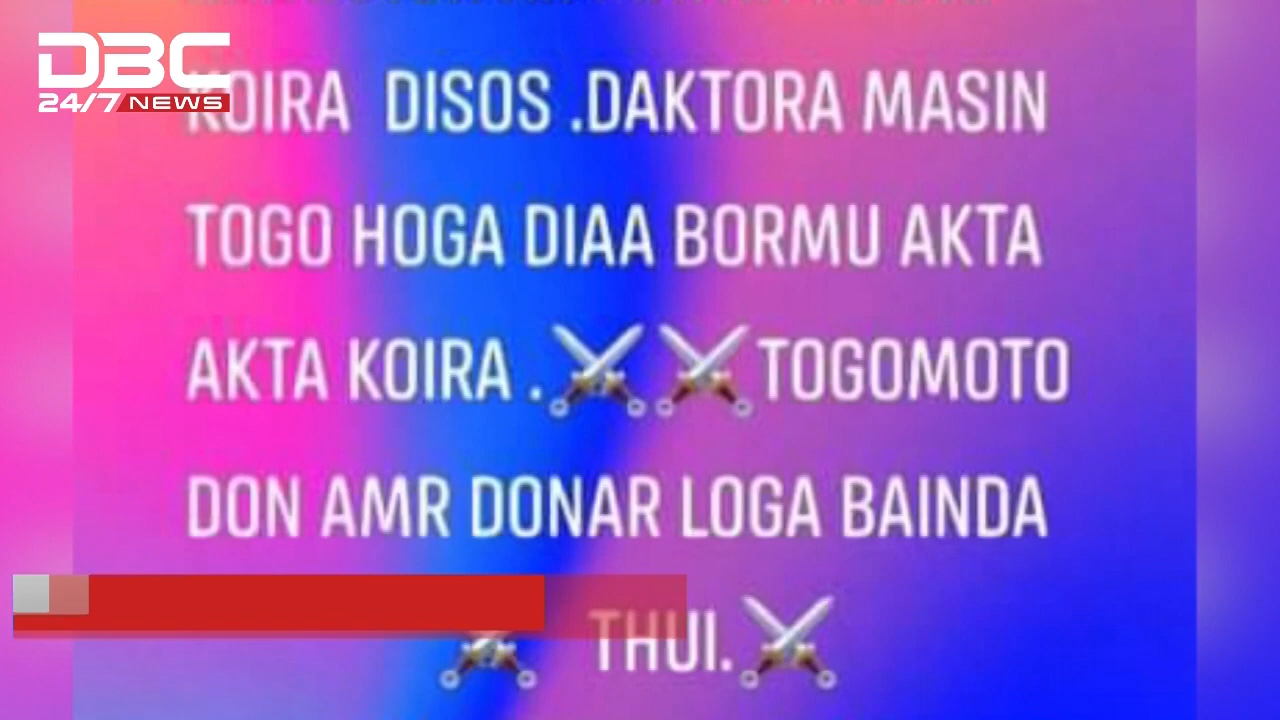 DBC
24/7 NEWS
KOIRA DISOS .DAKTORA MASIN
TOGO HOGA DIAA BORMU AKTA
AKTA KOIRA .⚔️⚔️TOGOMOTO
DON AMR DONAR LOGA BAINDA
⚔️ THUI.⚔️